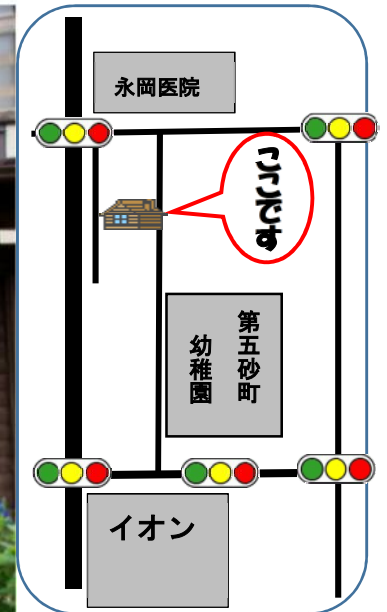 永岡医院
ここです
第五砂町
幼稚園
イオン